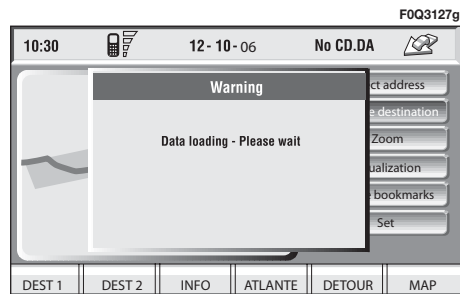 F0Q3127g
10:30 12-10-06 No CD.DA
Warning
Data loading - Please wait
ct address
e destination
Zoom
ualization
bookmarks
Set
DEST 1 DEST 2 INFO ATLANTE DETOUR MAP